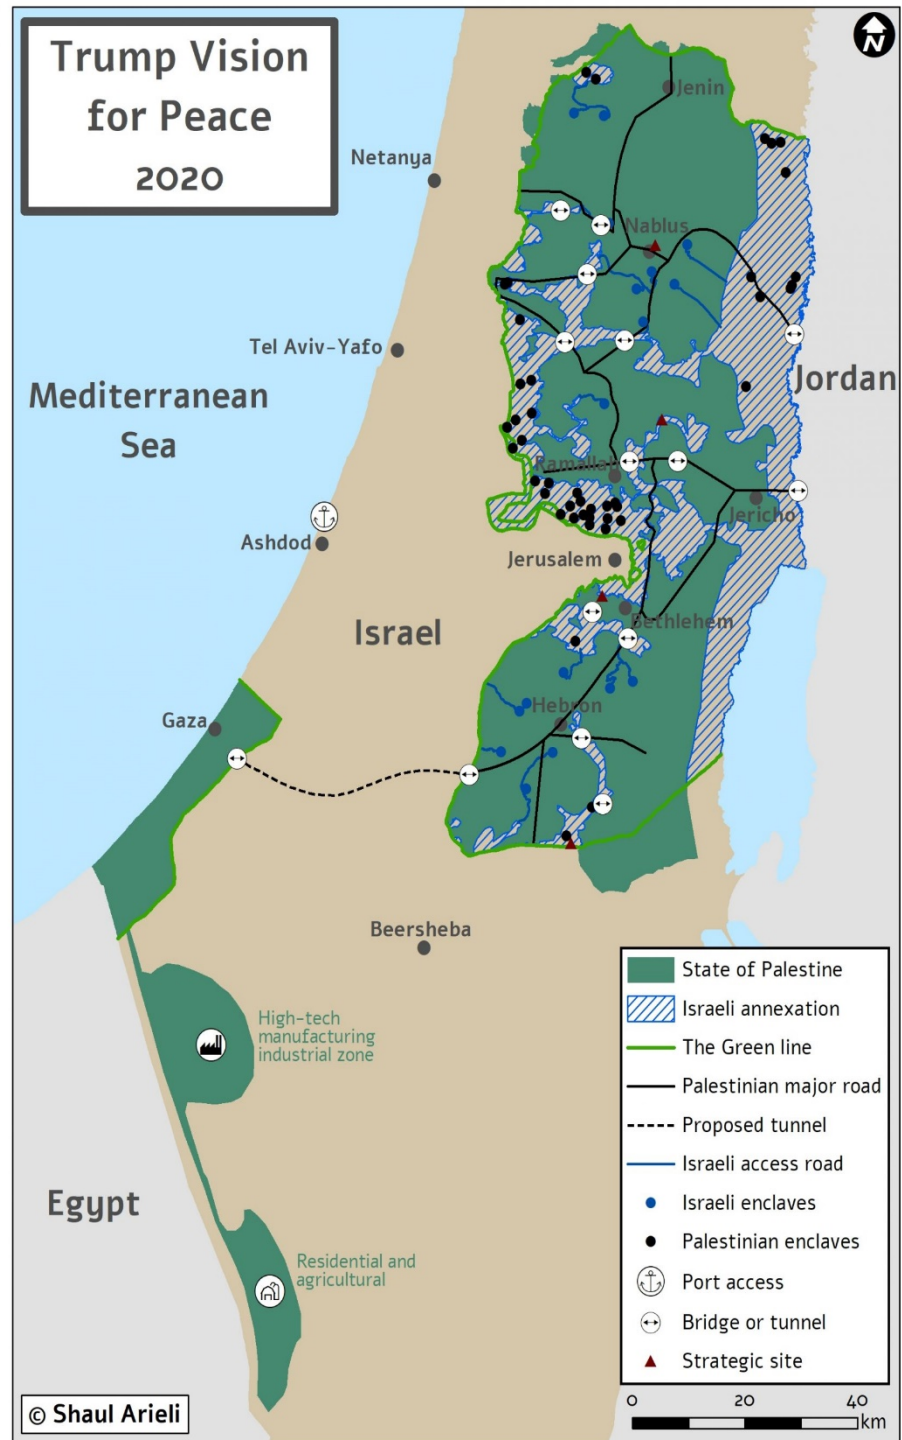 Trump Vision
for Peace
2020
N
Jenin
Netanya
Nablus
Tel Aviv-Yafo
Jordan
Mediterranean
Sea
Ramallah
Jericho
Ashdod
Jerusalem
Israel
Bethlehem
Gaza
Hebron
Beersheba
State of Palestine
Israeli annexation
High-tech
manufacturing
industrial zone
The Green line
Palestinian major road
Proposed tunnel
Israeli access road
Egypt
Israeli enclaves
Palestinian enclaves
Residential and
agricultural
Port access
Bridge or tunnel
Strategic site
© Shaul Arieli
0 20 40
km